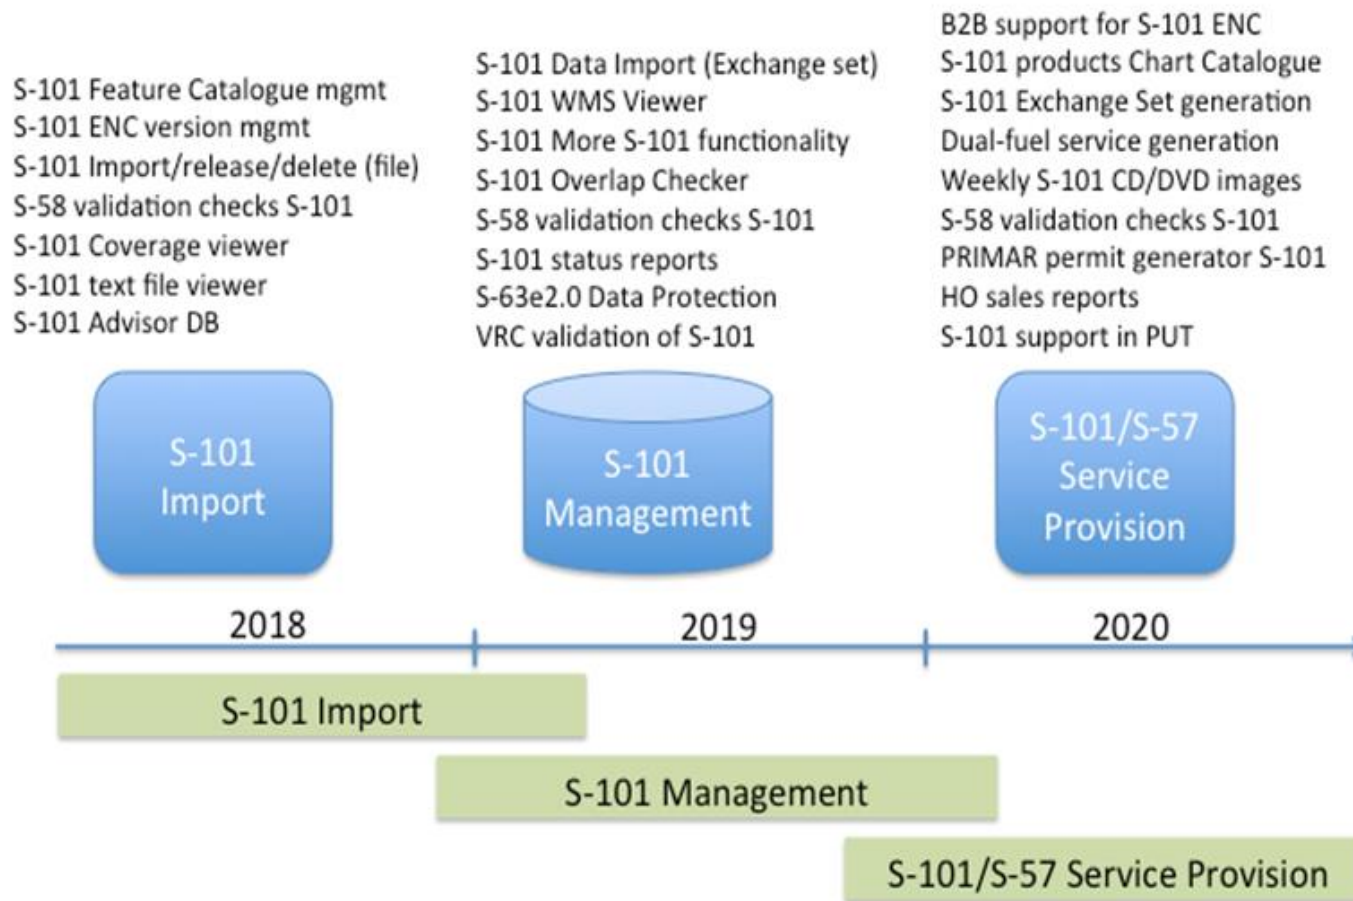 S-101 Feature Catalogue mgmt
S-101 ENC version mgmt
S-101 Import/release/delete (file)
S-58 validation checks S-101
S-101 Coverage viewer
S-101 text file viewer
S-101 Advisor DB
S-101 Data Import (Exchange set)
S-101 WMS Viewer
S-101 More S-101 functionality
S-101 Overlap Checker
S-58 validation checks S-101
S-101 status reports
S-63e2.0 Data Protection
VRC validation of S-101
B2B support for S-101 ENC
S-101 products Chart Catalogue
S-101 Exchange Set generation
Dual-fuel service generation
Weekly S-101 CD/DVD images
S-58 validation checks S-101
PRIMAR permit generator S-101
HO sales reports
S-101 support in PUT
S-101
Import
S-101
Management
S-101/S-57
Service
Provision
2018
2019
2020
S-101 Import
S-101 Management
S-101/S-57 Service Provision